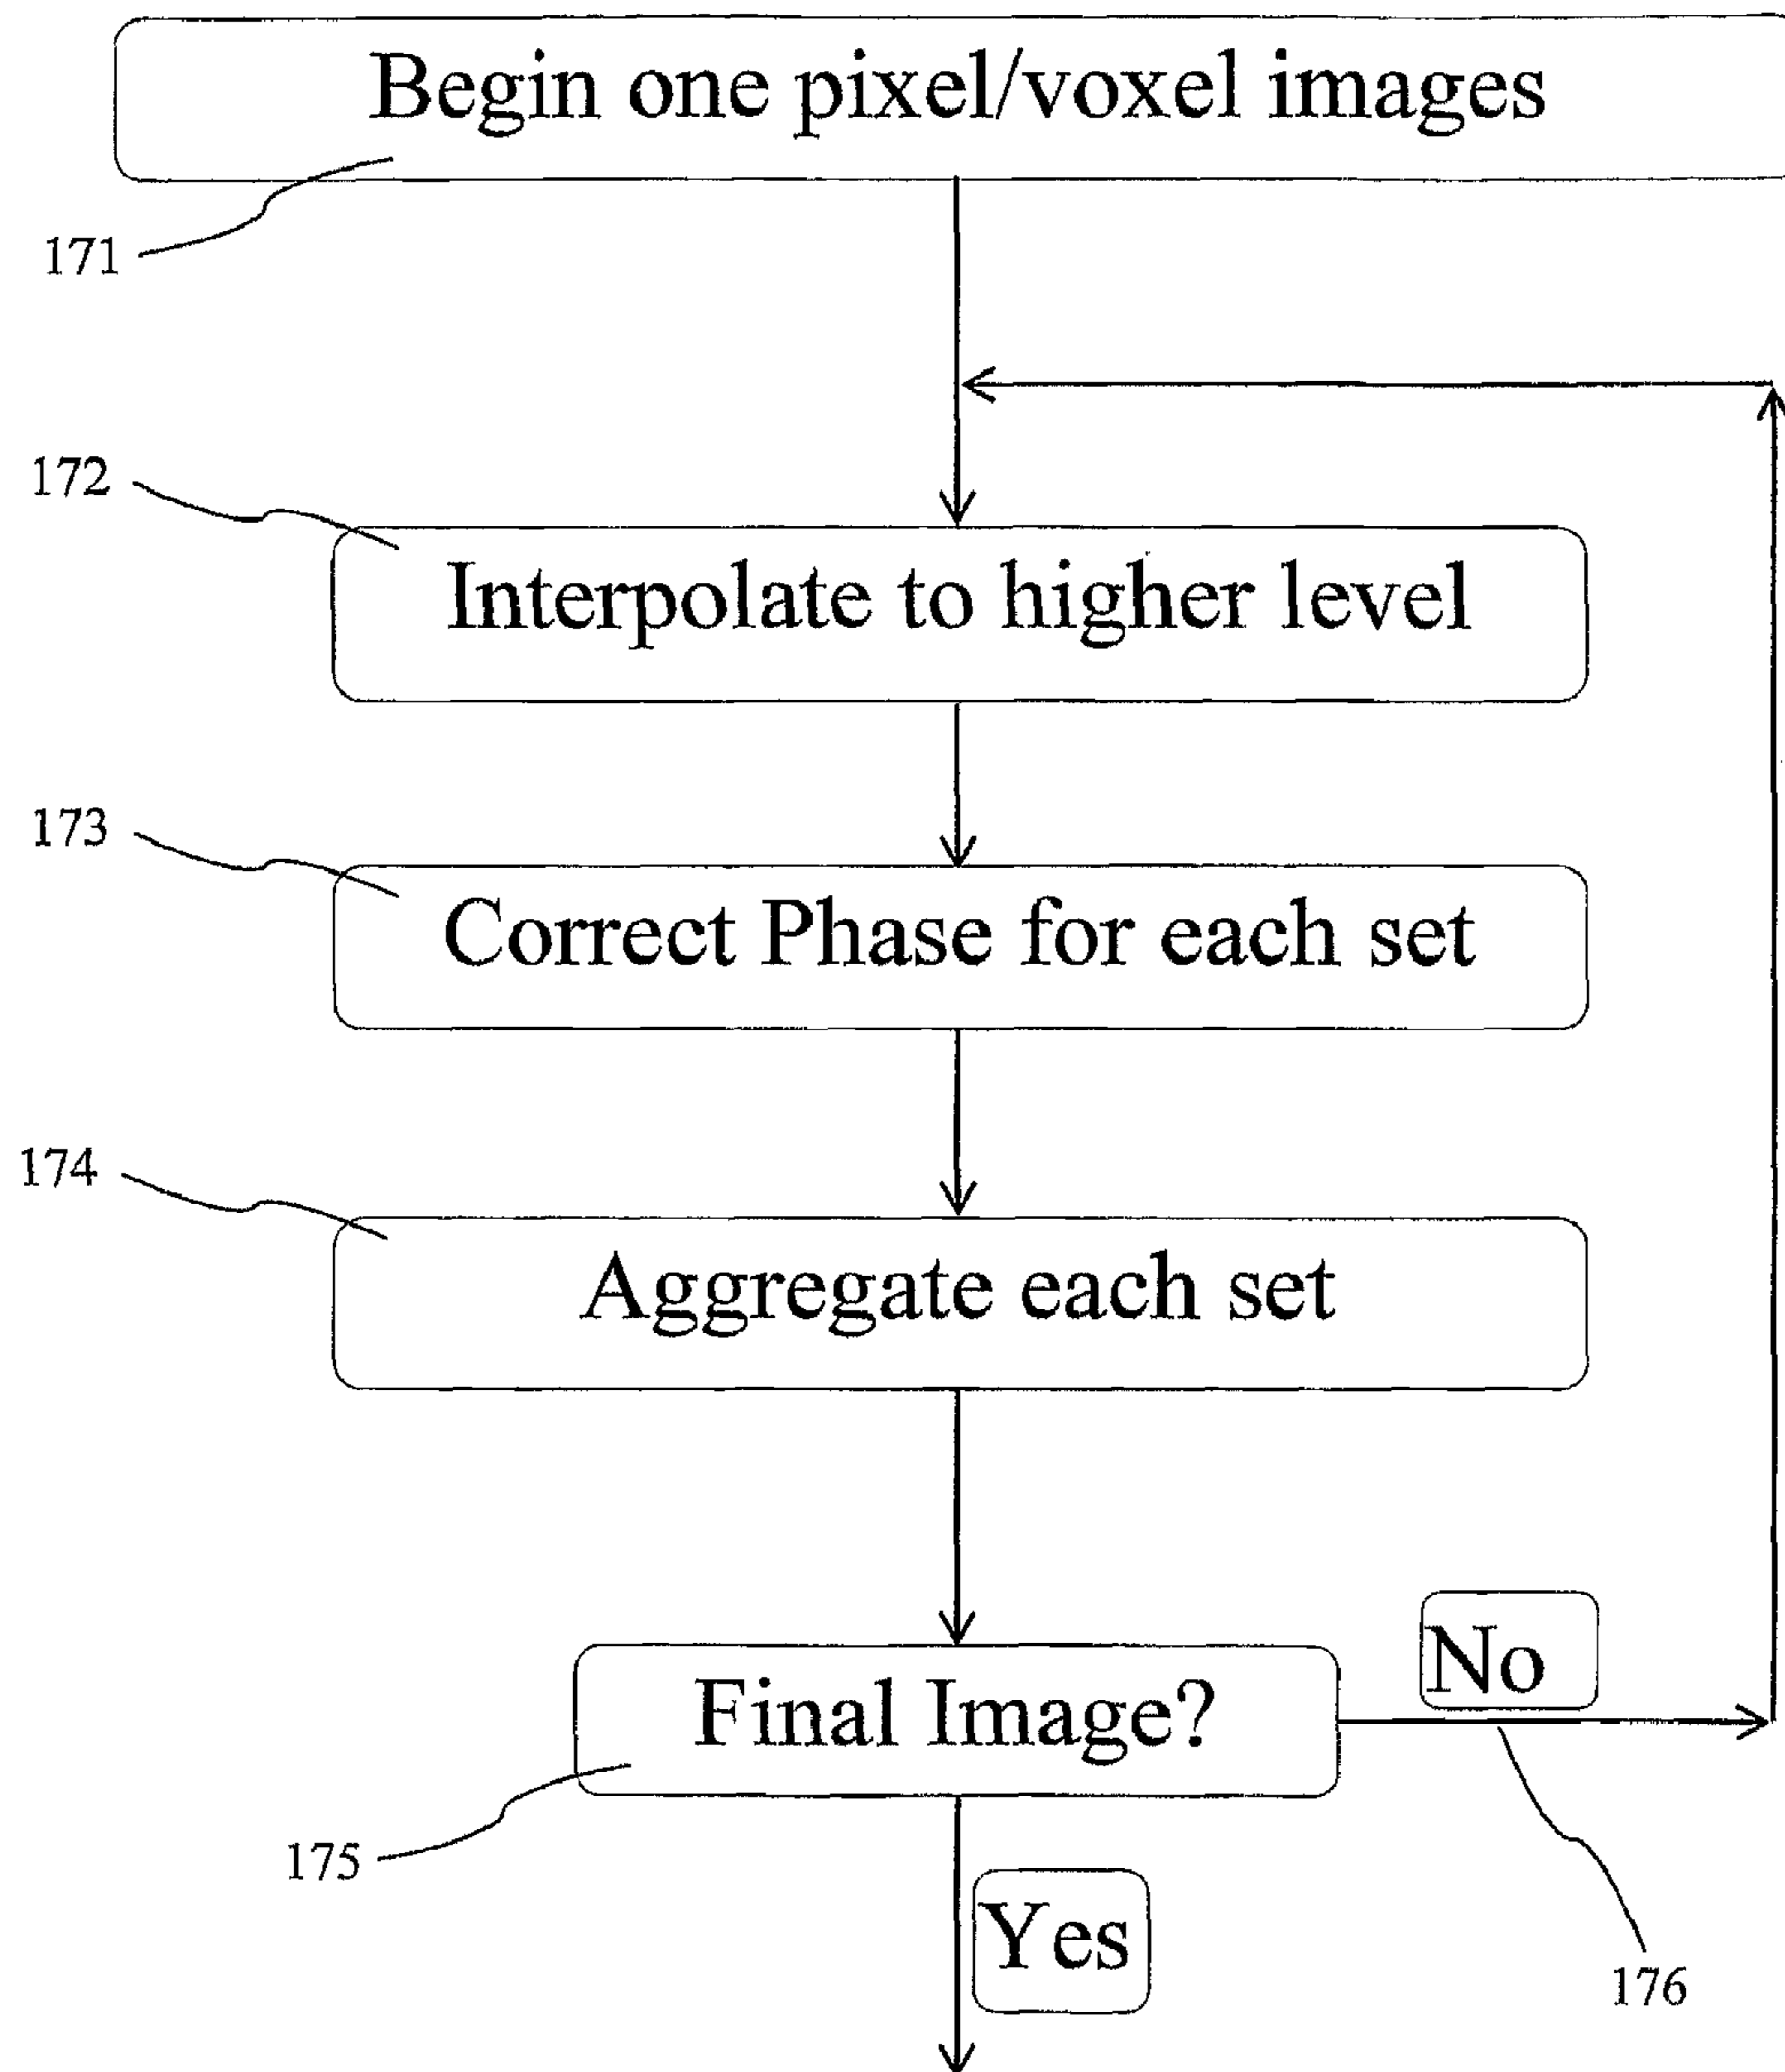 Begin one pixel/voxel images
171
172
Interpolate to higher level
173
Correct Phase for each set
174
Aggregate each set
No
Final Image?
175
Yes
176